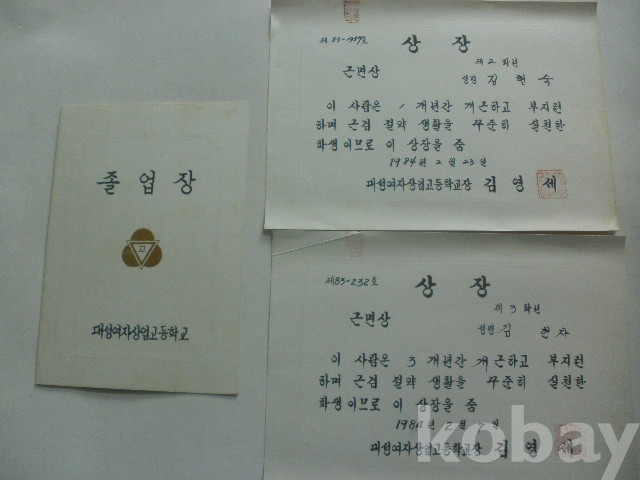 졸업장
고
대성여자상업고등학교
상장
제2학년
근면상
성명 김현숙
이 사람은 1개년간 개근하고 부지런
하며 근검 절약 생활을 꾸준히 실천한
학생이므로 이 상장을 줌
1984년 2월 23일
대성여자상업고등학교장 김영세
제83-232호
상장
제3학년
근면상
성명 김
이 사람은 3개년간 개근하고 부지런
하며 근검 절약 생활을 꾸준히 실천한
학생이므로 이 상장을 줌
1984년 2월
대성여자상업고등학교장 김영세
kobay